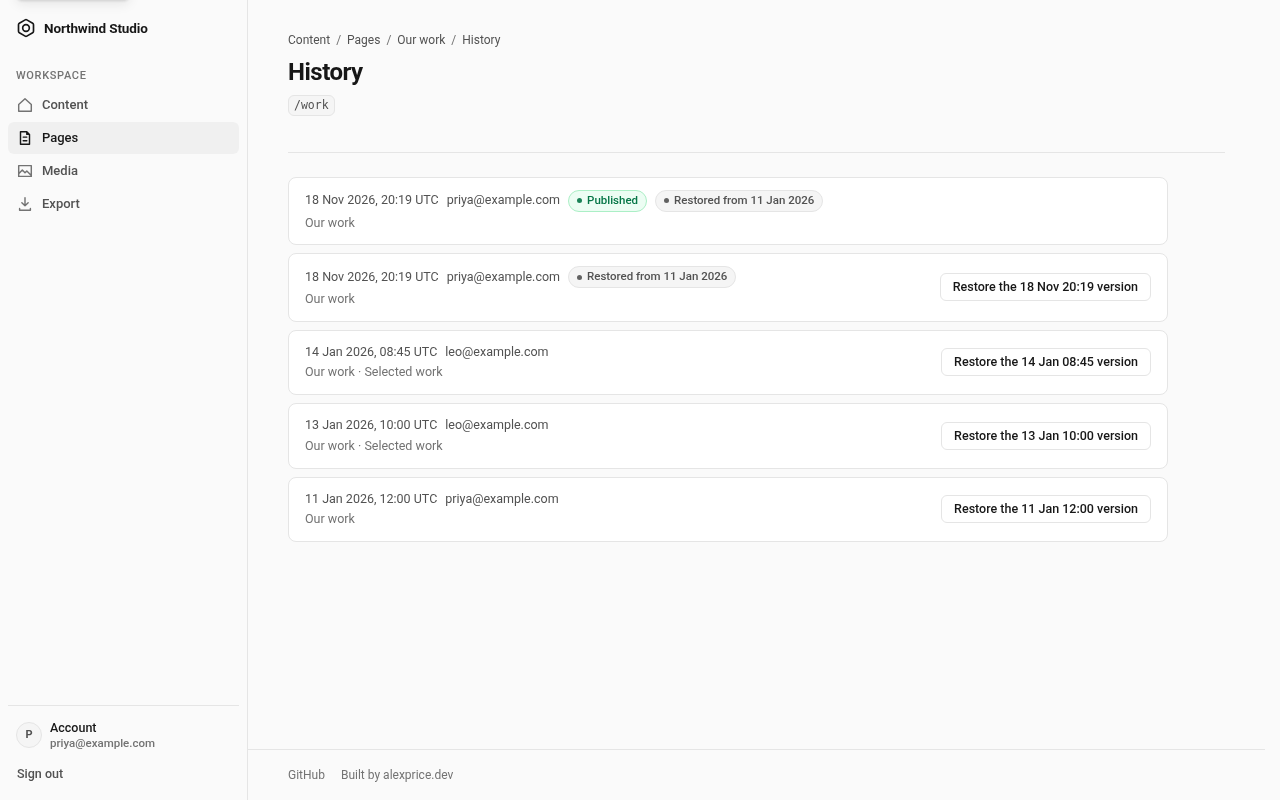 Northwind Studio
WORKSPACE
Content
Pages
Media
Export
P
Account
priya@example.com
Sign out
Content / Pages / Our work / History
History
/work
18 Nov 2026, 20:19 UTC priya@example.com Published Restored from 11 Jan 2026
Our work
18 Nov 2026, 20:19 UTC priya@example.com Restored from 11 Jan 2026
Our work
Restore the 18 Nov 20:19 version
14 Jan 2026, 08:45 UTC leo@example.com
Our work · Selected work
Restore the 14 Jan 08:45 version
13 Jan 2026, 10:00 UTC leo@example.com
Our work · Selected work
Restore the 13 Jan 10:00 version
11 Jan 2026, 12:00 UTC priya@example.com
Our work
Restore the 11 Jan 12:00 version
GitHub Built by alexprice.dev